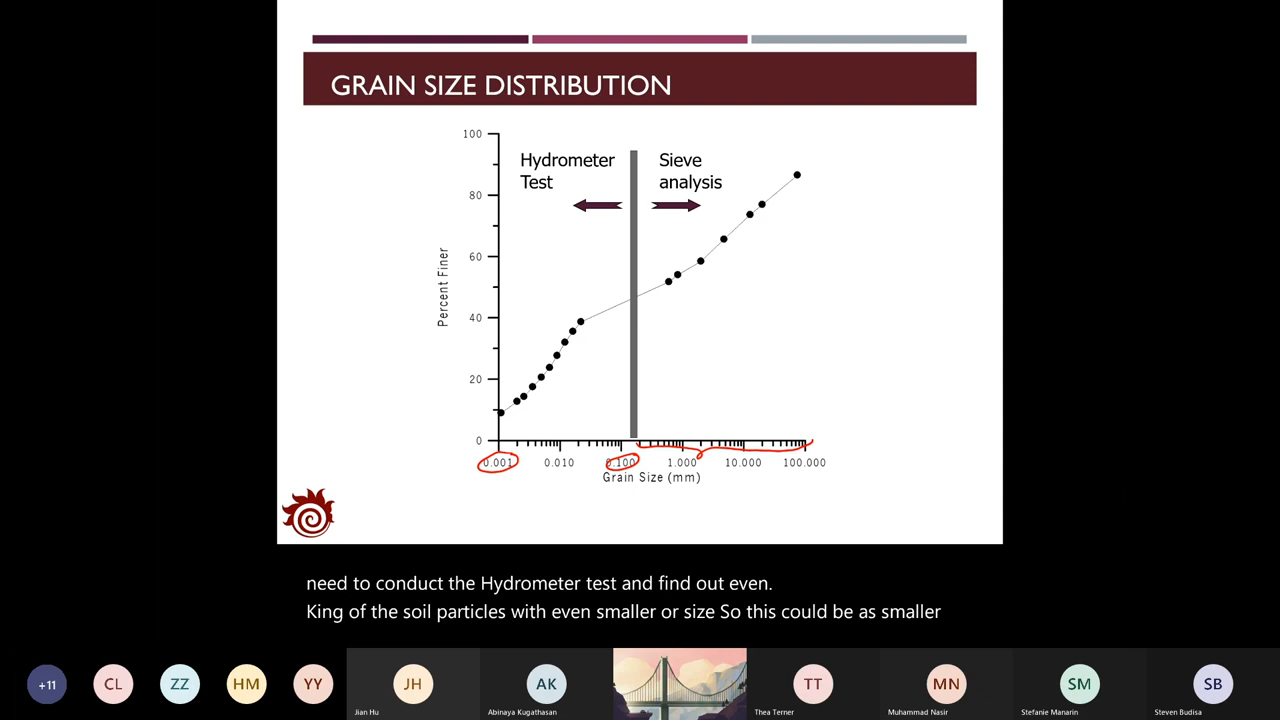 GRAIN SIZE DISTRIBUTION
100
80
60
40
20
0
Percent Finer
Hydrometer
Test
Sieve
analysis
0.001 0.010 0.100 1.000 10.000 100.000
Grain Size (mm)
need to conduct the Hydrometer test and find out even.
King of the soil particles with even smaller or size So this could be as smaller
+11 CL ZZ HM YY JH AK TT MN SM SB
Jian Hu Abinaya Kugathasan Thea Terner Muhammad Nasir Stefanie Manarin Steven Budisa